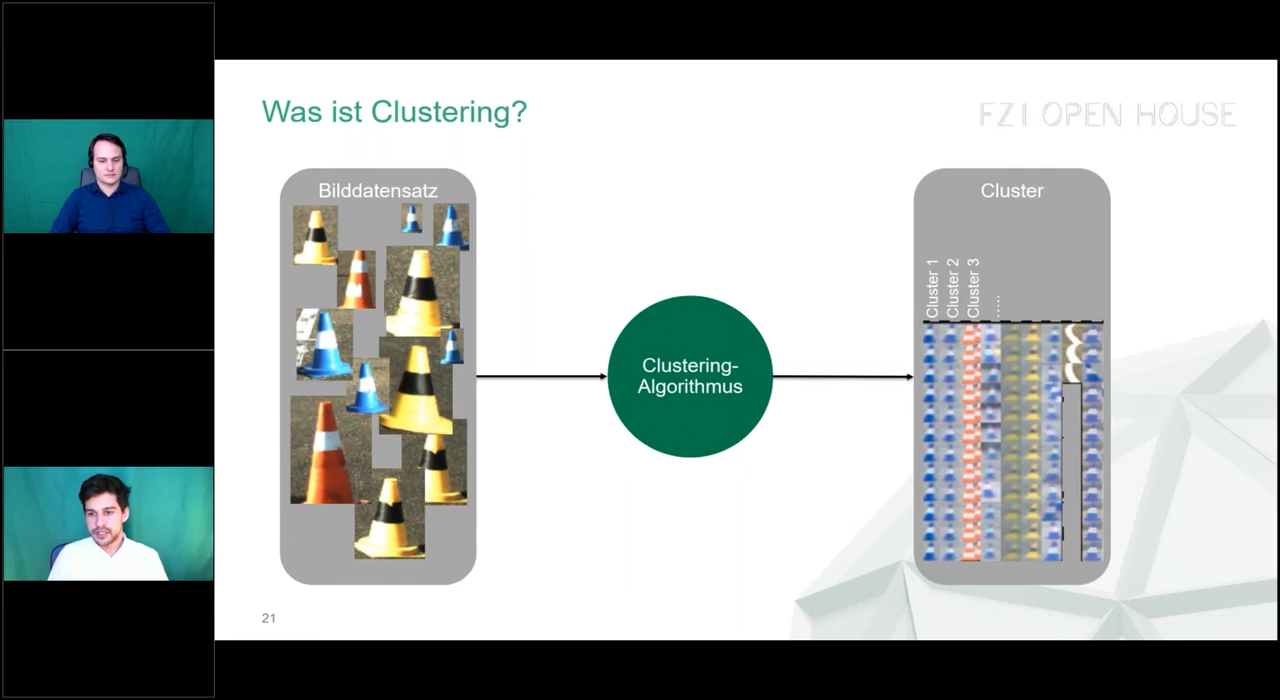 Was ist Clustering?
FZI OPEN HOUSE
Bilddatensatz
Cluster
Cluster 1
Cluster 2
Cluster 3
.....
Clustering-
Algorithmus
21